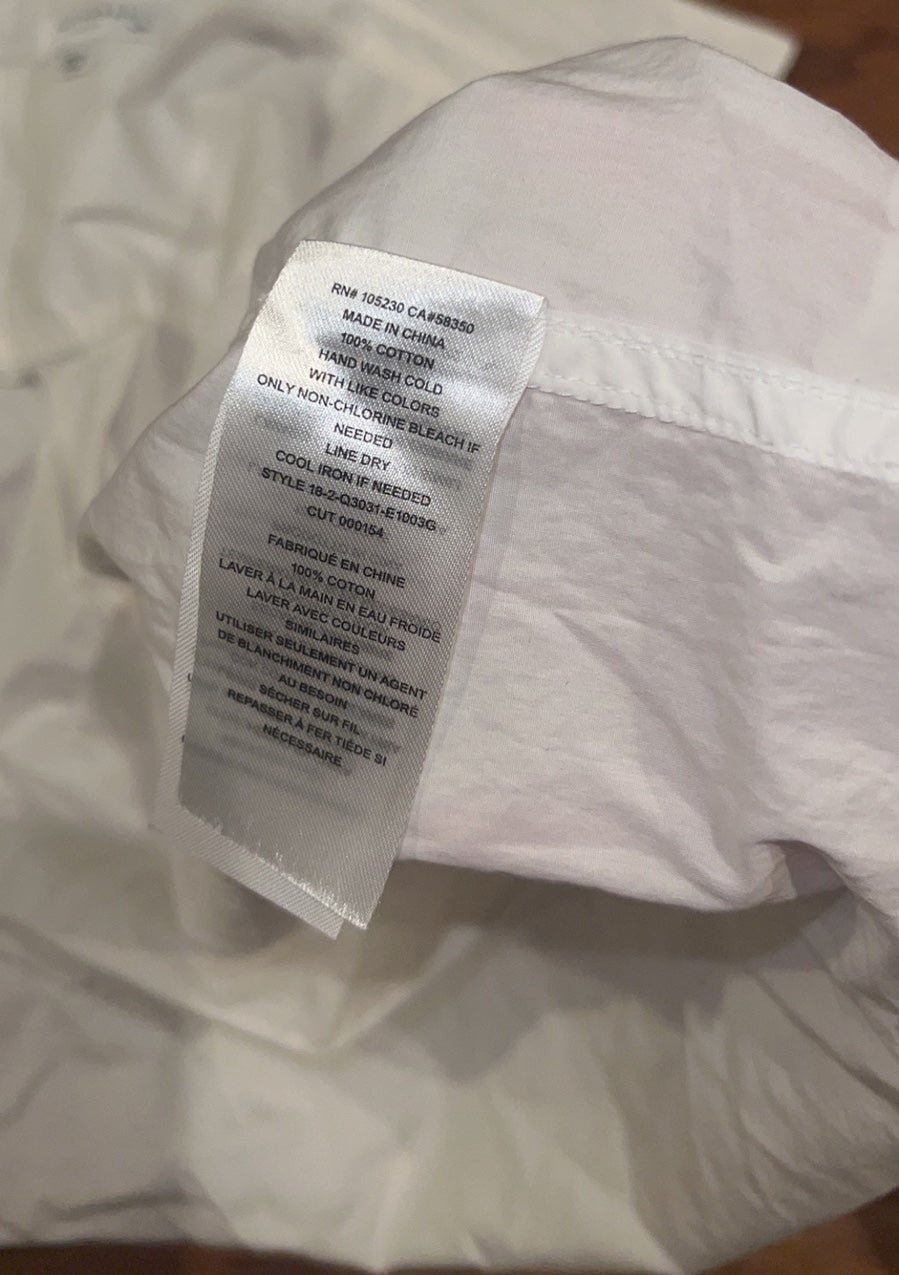 RN# 105230 CA#58350
MADE IN CHINA
100% COTTON
HAND WASH COLD
WITH LIKE COLORS
ONLY NON-CHLORINE BLEACH IF
NEEDED
LINE DRY
COOL IRON IF NEEDED
STYLE 18-2-Q3031-E1003G
CUT 000154
FABRIQUÉ EN CHINE
100% COTON
LAVER À LA MAIN EN EAU FROIDE
LAVER AVEC COULEURS
SIMILAIRES
UTILISER SEULEMENT UN AGENT
DE BLANCHIMENT NON CHLORÉ
AU BESOIN
SÉCHER SUR FIL
REPASSER À FER TIÈDE SI
NÉCESSAIRE